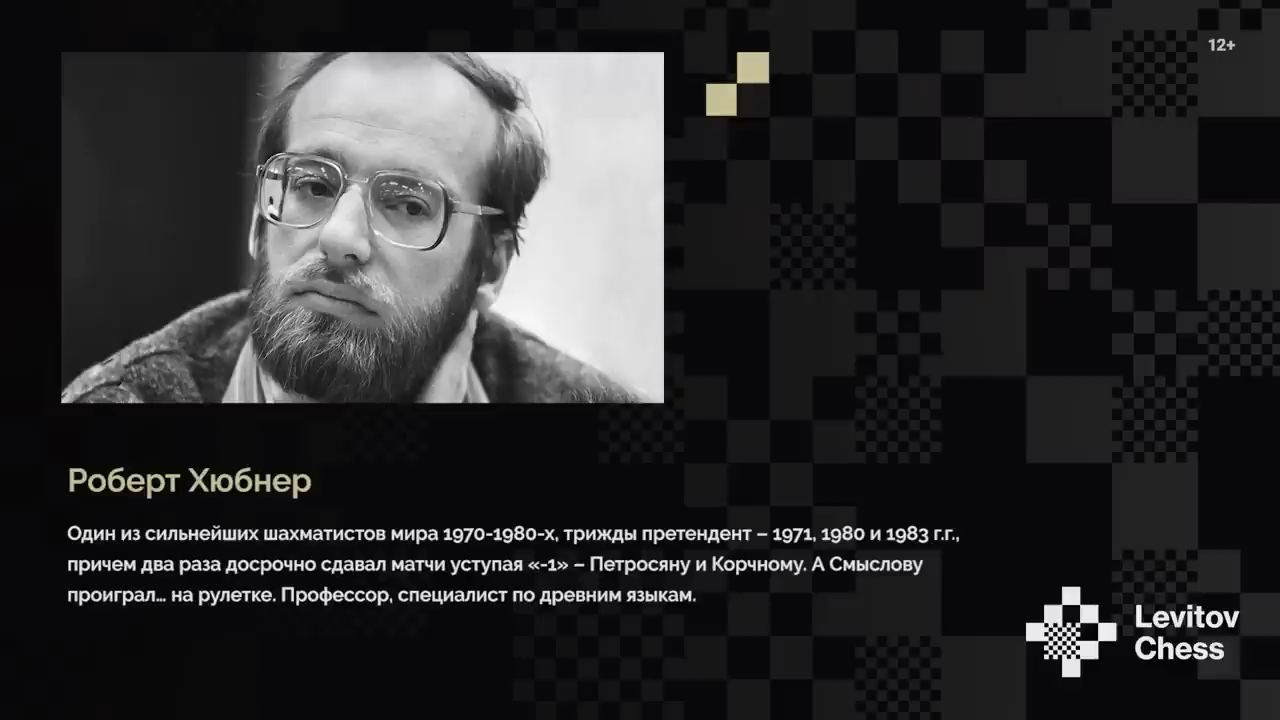 12+
Роберт Хюбнер
Один из сильнейших шахматистов мира 1970-1980-х, трижды претендент – 1971, 1980 и 1983 г.г.,
причем два раза досрочно сдавал матчи уступая «-1» – Петросяну и Корчному. А Смыслову
проиграл... на рулетке. Профессор, специалист по древним языкам.
Levitov
Chess